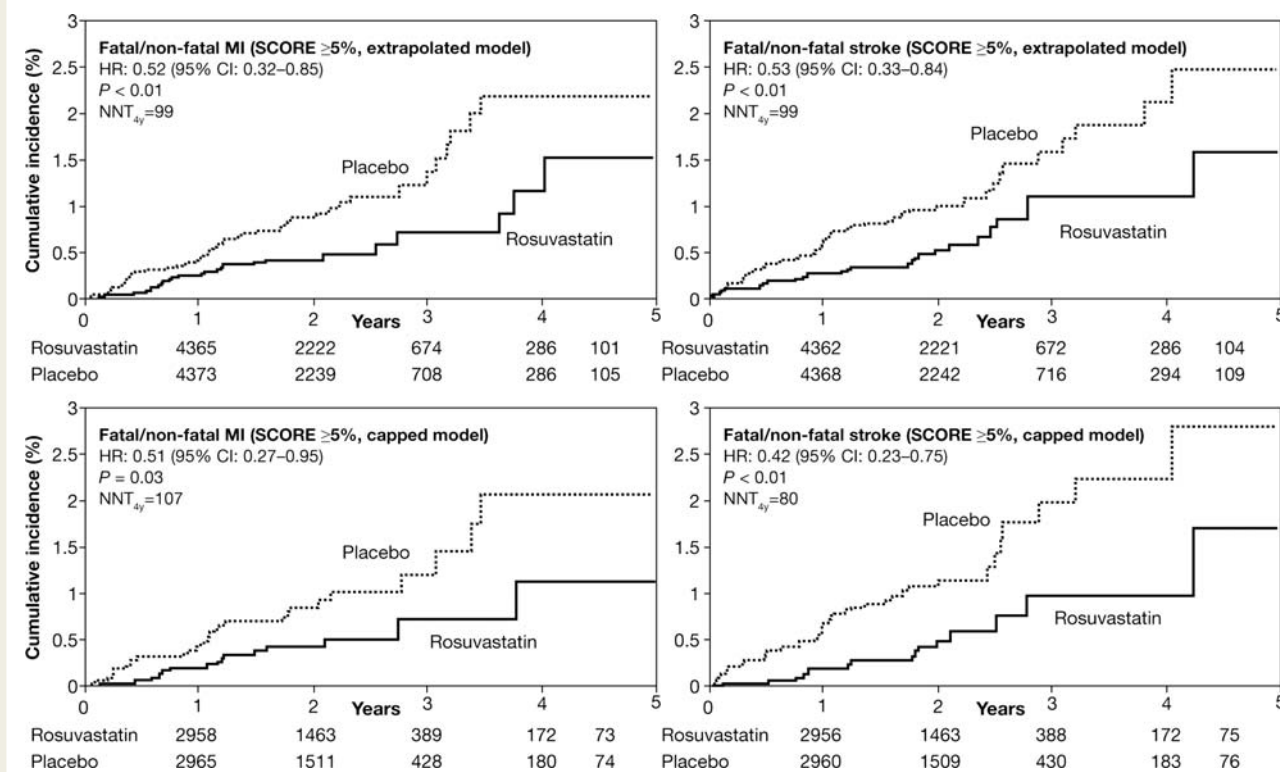 Cumulative incidence (%)
3
2.5
2
1.5
1
0.5
0
Fatal/non-fatal MI (SCORE ≥5%, extrapolated model)
HR: 0.52 (95% CI: 0.32–0.85)
P < 0.01
NNT4y=99
Placebo
Rosuvastatin
0 1 2 Years 3 4 5
Rosuvastatin 4365 2222 674 286 101
Placebo 4373 2239 708 286 105
3
2.5
2
1.5
1
0.5
0
Fatal/non-fatal stroke (SCORE ≥5%, extrapolated model)
HR: 0.53 (95% CI: 0.33–0.84)
P < 0.01
NNT4y=99
Placebo
Rosuvastatin
0 1 2 Years 3 4 5
Rosuvastatin 4362 2221 672 286 104
Placebo 4368 2242 716 294 109
Cumulative incidence (%)
3
2.5
2
1.5
1
0.5
0
Fatal/non-fatal MI (SCORE ≥5%, capped model)
HR: 0.51 (95% CI: 0.27–0.95)
P = 0.03
NNT4y=107
Placebo
Rosuvastatin
0 1 2 Years 3 4 5
Rosuvastatin 2958 1463 389 172 73
Placebo 2965 1511 428 180 74
3
2.5
2
1.5
1
0.5
0
Fatal/non-fatal stroke (SCORE ≥5%, capped model)
HR: 0.42 (95% CI: 0.23–0.75)
P < 0.01
NNT4y=80
Placebo
Rosuvastatin
0 1 2 Years 3 4 5
Rosuvastatin 2956 1463 388 172 75
Placebo 2960 1509 430 183 76